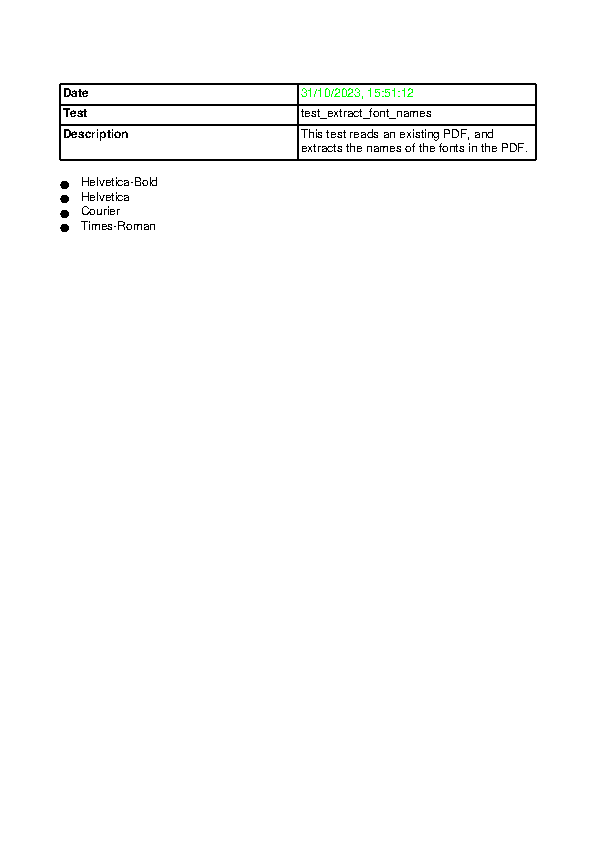 Date 31/10/2023, 15:51:12
Test test_extract_font_names
Description This test reads an existing PDF, and
extracts the names of the fonts in the PDF.
● Helvetica-Bold
● Helvetica
● Courier
● Times-Roman